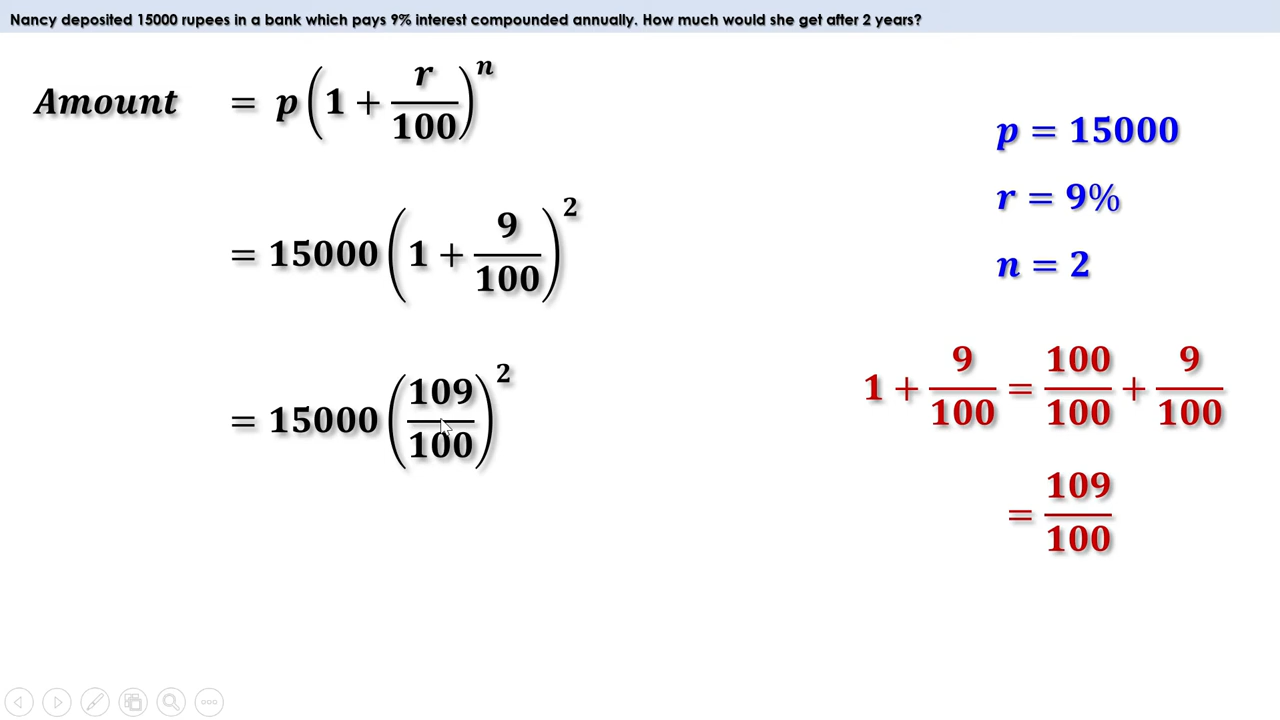 Nancy deposited 15000 rupees in a bank which pays 9% interest compounded annually. How much would she get after 2 years?
Amount = p(1 + r/100)^n
= 15000(1 + 9/100)^2
= 15000(109/100)^2
p = 15000
r = 9%
n = 2
1 + 9/100 = 100/100 + 9/100
= 109/100